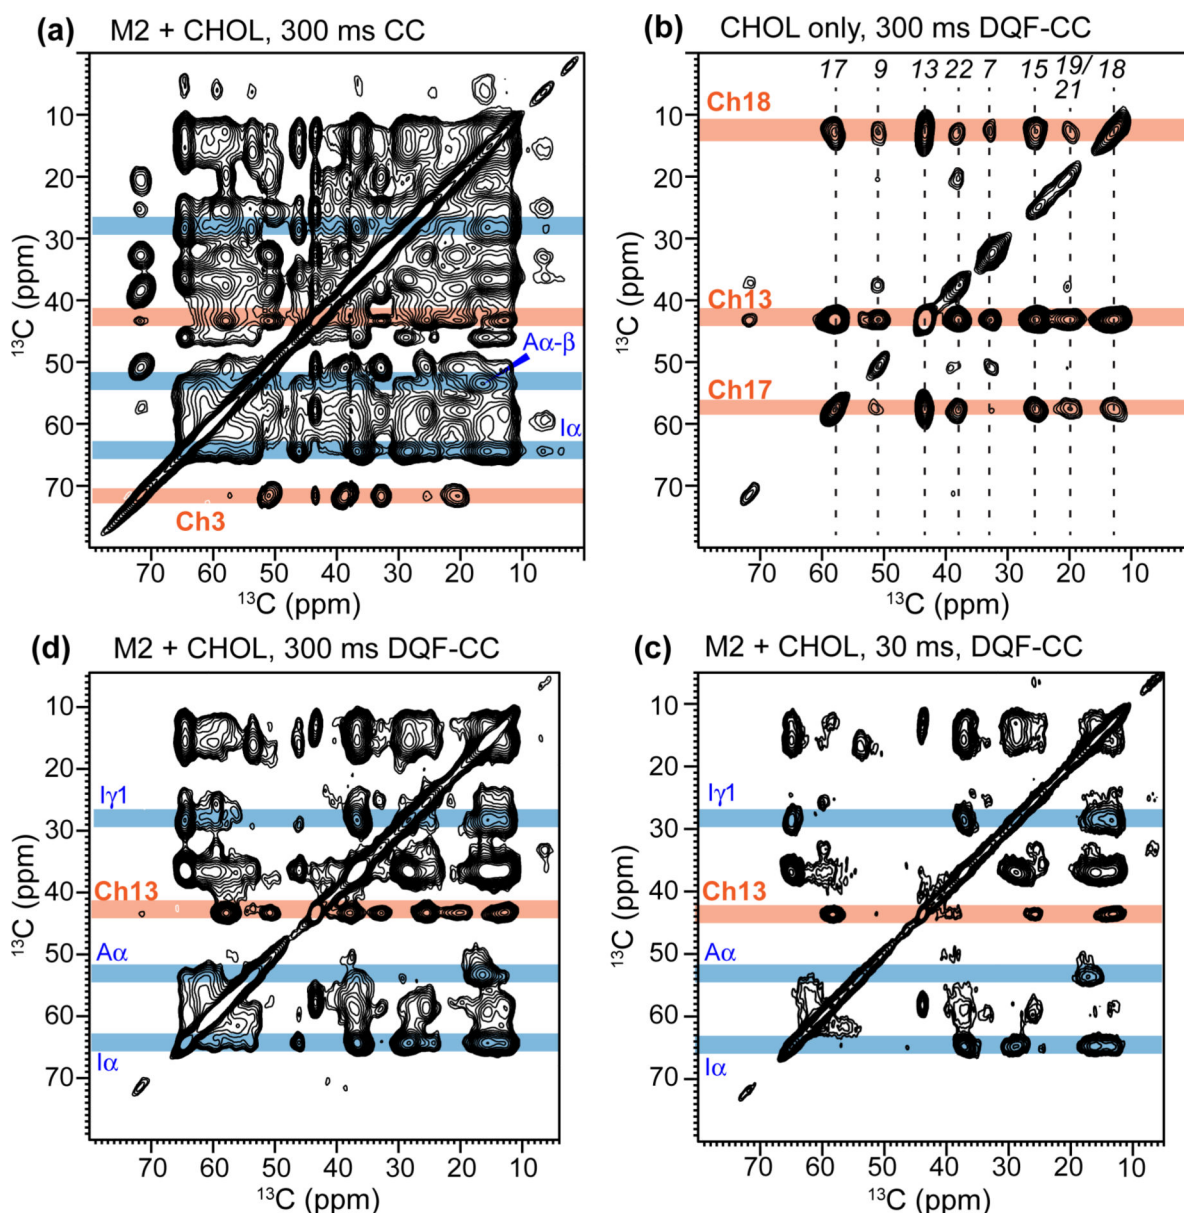 (a) M2 + CHOL, 300 ms CC
10
20
30
40
50
60
70
¹³C (ppm)
Aα-β
Iα
Ch3
70 60 50 40 30 20 10
¹³C (ppm)
(b) CHOL only, 300 ms DQF-CC
17 9 13 22 7 15 19/21 18
Ch18
Ch13
Ch17
10
20
30
40
50
60
70
¹³C (ppm)
70 60 50 40 30 20 10
¹³C (ppm)
(d) M2 + CHOL, 300 ms DQF-CC
10
20
30
40
50
60
70
¹³C (ppm)
Iγ1
Ch13
Aα
Iα
70 60 50 40 30 20 10
¹³C (ppm)
(c) M2 + CHOL, 30 ms, DQF-CC
10
20
30
40
50
60
70
¹³C (ppm)
Iγ1
Ch13
Aα
Iα
70 60 50 40 30 20 10
¹³C (ppm)